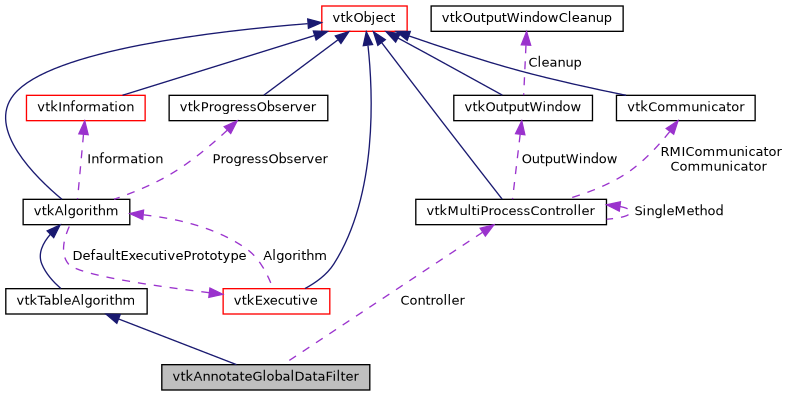 vtkObject
vtkOutputWindowCleanup
Cleanup
vtkInformation
vtkProgressObserver
vtkOutputWindow
vtkCommunicator
Information
ProgressObserver
OutputWindow
RMICommunicator
Communicator
vtkAlgorithm
vtkMultiProcessController
SingleMethod
DefaultExecutivePrototype
Algorithm
vtkTableAlgorithm
vtkExecutive
Controller
vtkAnnotateGlobalDataFilter